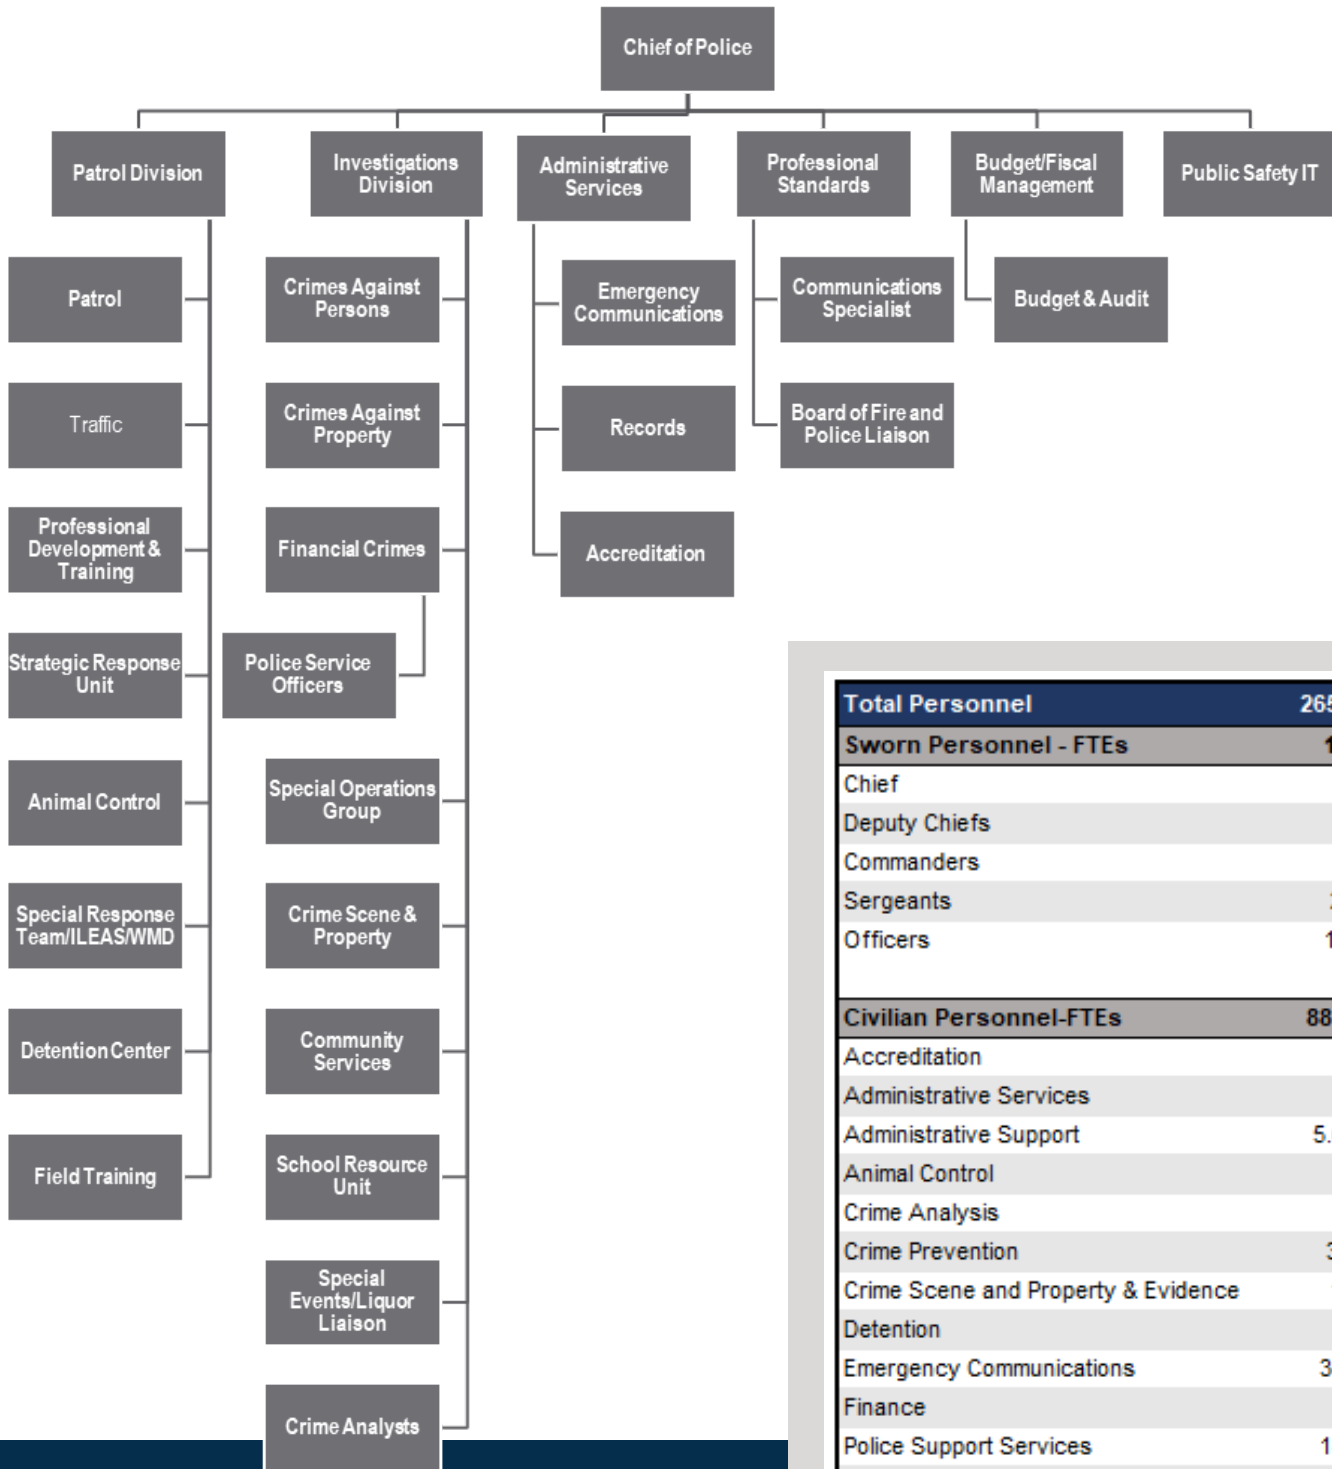 Chief of Police
Patrol Division
Investigations
Division
Administrative
Services
Professional
Standards
Budget/Fiscal
Management
Public Safety IT
Patrol
Traffic
Professional
Development &
Training
Strategic Response
Unit
Animal Control
Special Response
Team/ILEAS/WMD
Detention Center
Field Training
Crimes Against
Persons
Crimes Against
Property
Financial Crimes
Police Service
Officers
Special Operations
Group
Crime Scene &
Property
Community
Services
School Resource
Unit
Special
Events/Liquor
Liaison
Crime Analysts
Emergency
Communications
Records
Accreditation
Communications
Specialist
Board of Fire and
Police Liaison
Budget & Audit
Total Personnel
Sworn Personnel - FTEs
Chief
Deputy Chiefs
Commanders
Sergeants
Officers
Civilian Personnel-FTEs
Accreditation
Administrative Services
Administrative Support
Animal Control
Crime Analysis
Crime Prevention
Crime Scene and Property & Evidence
Detention
Emergency Communications
Finance
Police Support Services